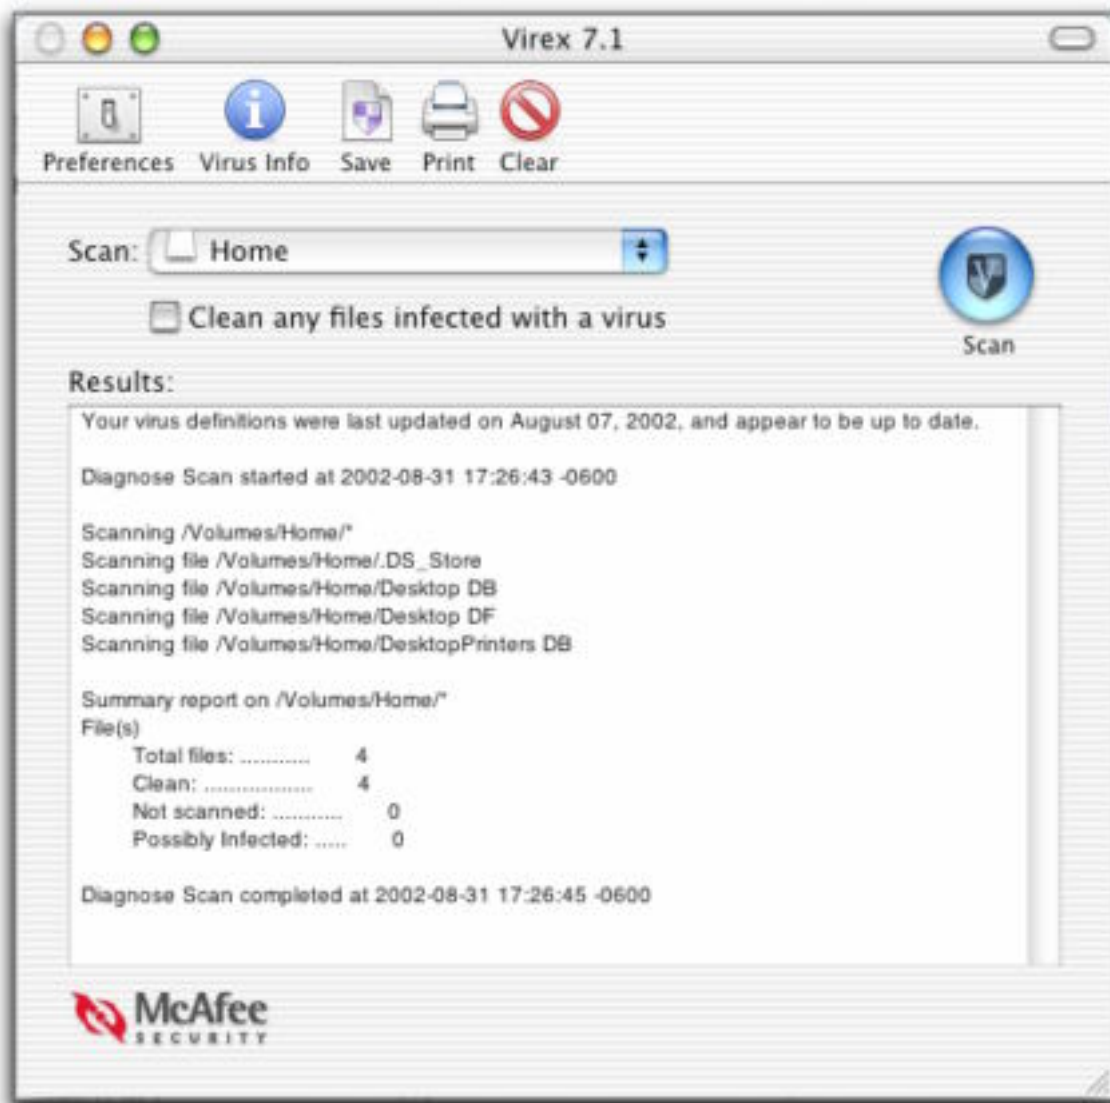 Virex 7.1
Preferences Virus Info Save Print Clear
Scan: Home
Clean any files infected with a virus
Scan
Results:
Your virus definitions were last updated on August 07, 2002, and appear to be up to date.
Diagnose Scan started at 2002-08-31 17:26:43 -0600
Scanning /Volumes/Home/*
Scanning file /Volumes/Home/.DS_Store
Scanning file /Volumes/Home/Desktop DB
Scanning file /Volumes/Home/Desktop DF
Scanning file /Volumes/Home/DesktopPrinters DB
Summary report on /Volumes/Home/*
File(s)
Total files: ............ 4
Clean: .................. 4
Not scanned: ............ 0
Possibly Infected: ..... 0
Diagnose Scan completed at 2002-08-31 17:26:45 -0600
McAfee
SECURITY